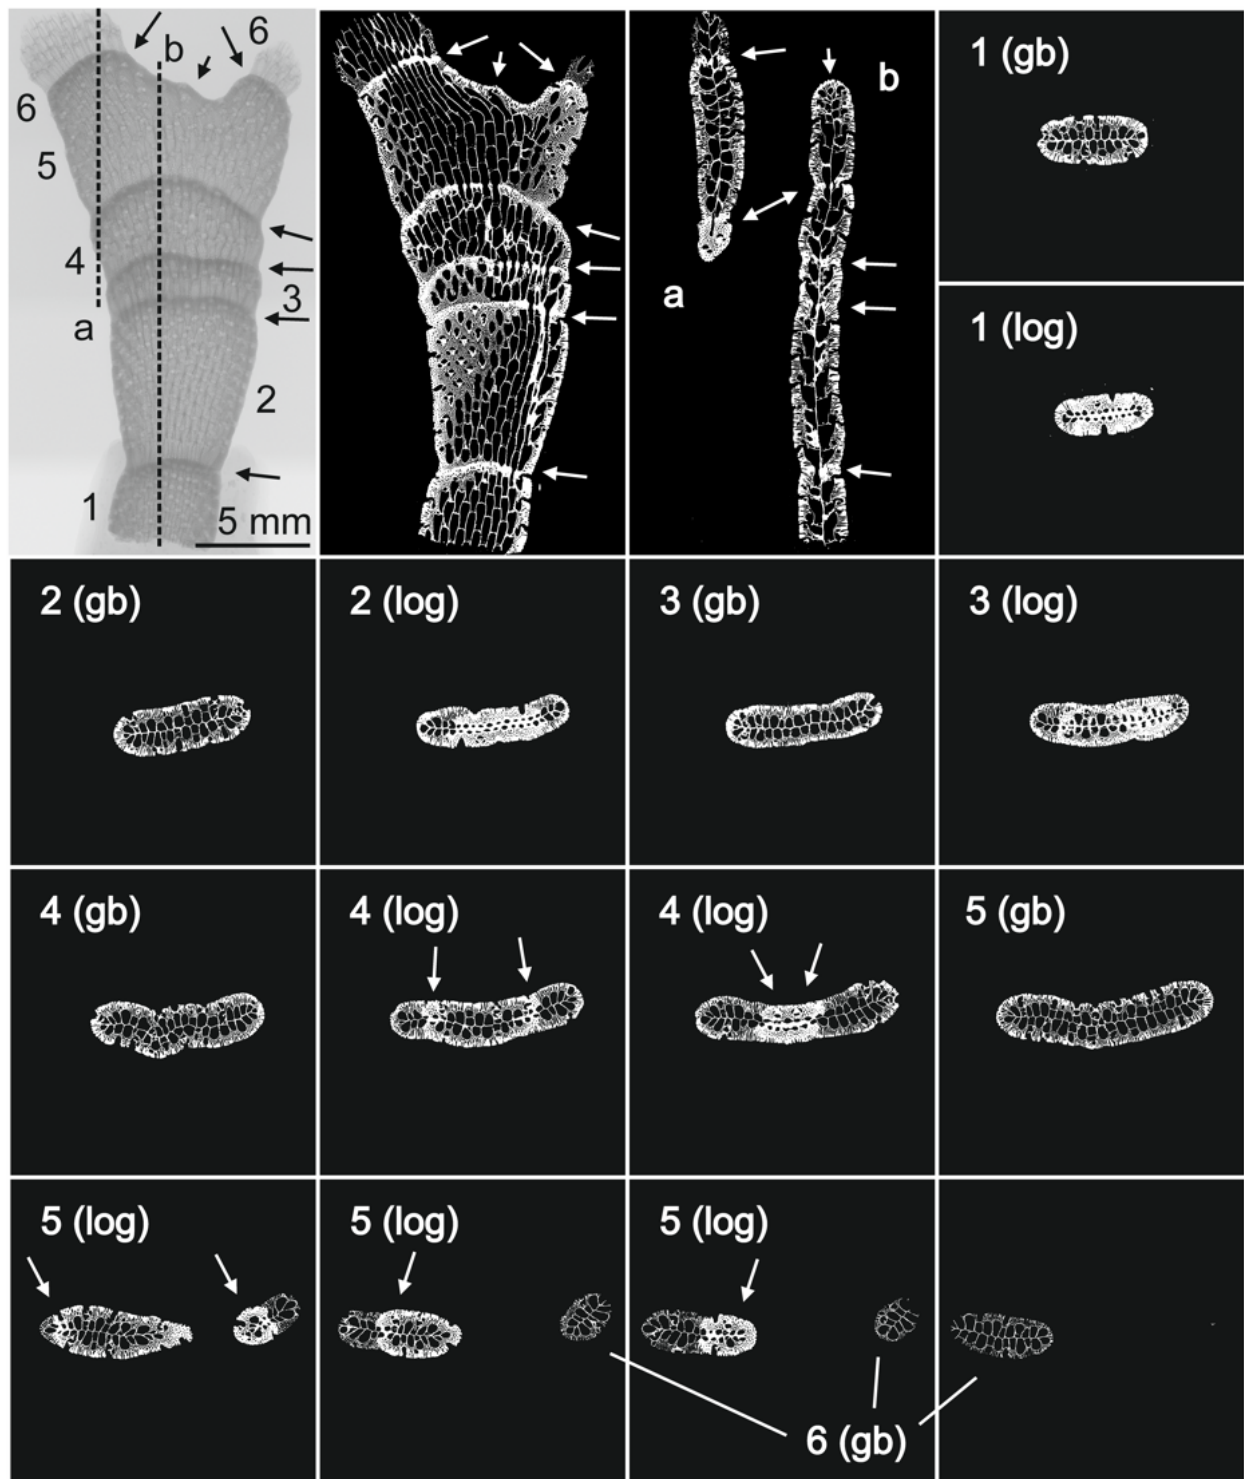 b
6
6
5
4
3
a
2
1
5 mm
b
a
1 (gb)
1 (log)
2 (gb)
2 (log)
3 (gb)
3 (log)
4 (gb)
4 (log)
4 (log)
5 (gb)
5 (log)
5 (log)
5 (log)
6 (gb)